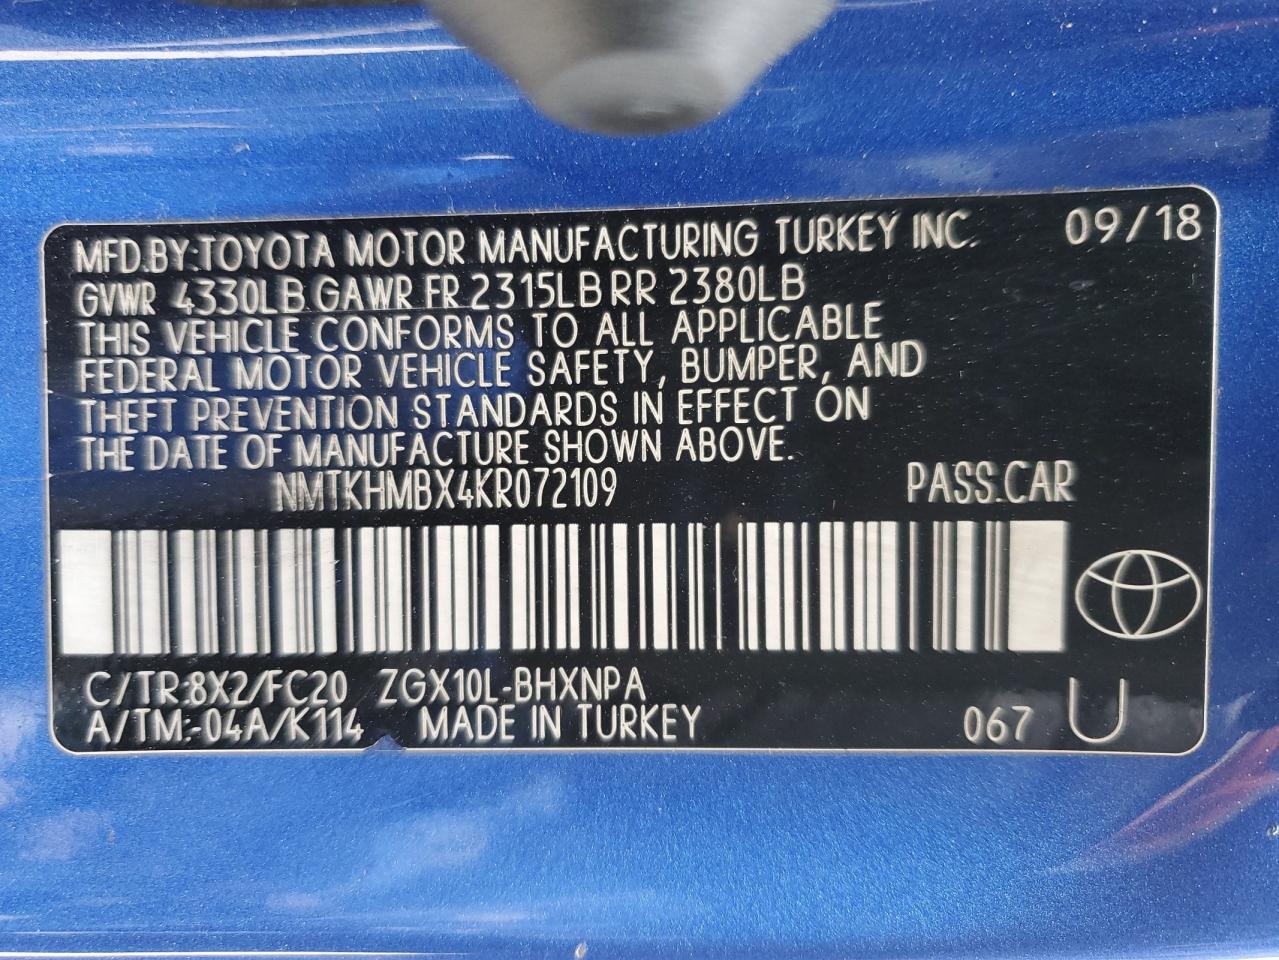 MFD.BY:TOYOTA MOTOR MANUFACTURING TURKEY INC. 09/18
GVWR 4330LB GAWR FR 2315LB RR 2380LB
THIS VEHICLE CONFORMS TO ALL APPLICABLE
FEDERAL MOTOR VEHICLE SAFETY, BUMPER, AND
THEFT PREVENTION STANDARDS IN EFFECT ON
THE DATE OF MANUFACTURE SHOWN ABOVE.
NMTKHMBX4KR072109 PASS.CAR
C/TR:8X2/FC20 ZGX10L-BHXNPA
A/TM:-04A/K114 MADE IN TURKEY 067 U